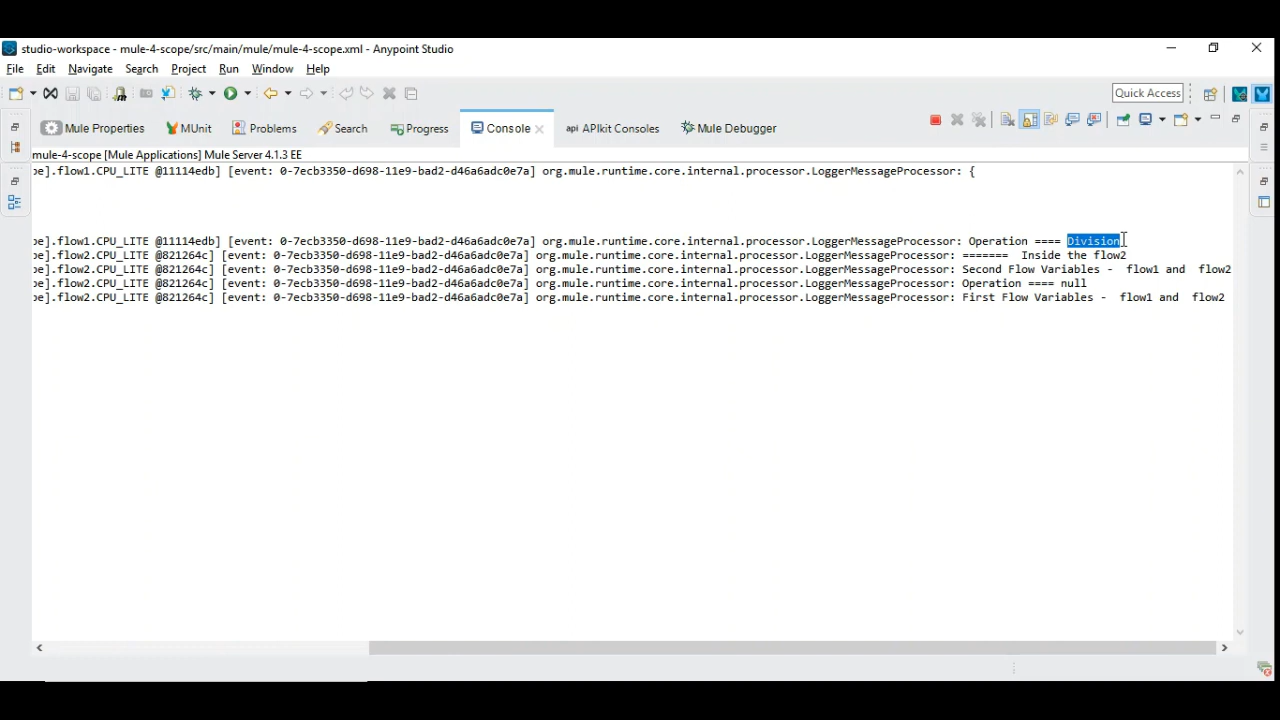 studio-workspace - mule-4-scope/src/main/mule/mule-4-scope.xml - Anypoint Studio
File Edit Navigate Search Project Run Window Help
Quick Access
Mule Properties MUnit Problems Search Progress Console api APIkit Consoles Mule Debugger
mule-4-scope [Mule Applications] Mule Server 4.1.3 EE
pe].flow1.CPU_LITE @11114edb] [event: 0-7ecb3350-d698-11e9-bad2-d46a6adc0e7a] org.mule.runtime.core.internal.processor.LoggerMessageProcessor: {
pe].flow1.CPU_LITE @11114edb] [event: 0-7ecb3350-d698-11e9-bad2-d46a6adc0e7a] org.mule.runtime.core.internal.processor.LoggerMessageProcessor: Operation ==== Division
pe].flow2.CPU_LITE @821264c] [event: 0-7ecb3350-d698-11e9-bad2-d46a6adc0e7a] org.mule.runtime.core.internal.processor.LoggerMessageProcessor: ======= Inside the flow2
pe].flow2.CPU_LITE @821264c] [event: 0-7ecb3350-d698-11e9-bad2-d46a6adc0e7a] org.mule.runtime.core.internal.processor.LoggerMessageProcessor: Second Flow Variables - flow1 and flow2
pe].flow2.CPU_LITE @821264c] [event: 0-7ecb3350-d698-11e9-bad2-d46a6adc0e7a] org.mule.runtime.core.internal.processor.LoggerMessageProcessor: Operation ==== null
pe].flow2.CPU_LITE @821264c] [event: 0-7ecb3350-d698-11e9-bad2-d46a6adc0e7a] org.mule.runtime.core.internal.processor.LoggerMessageProcessor: First Flow Variables - flow1 and flow2